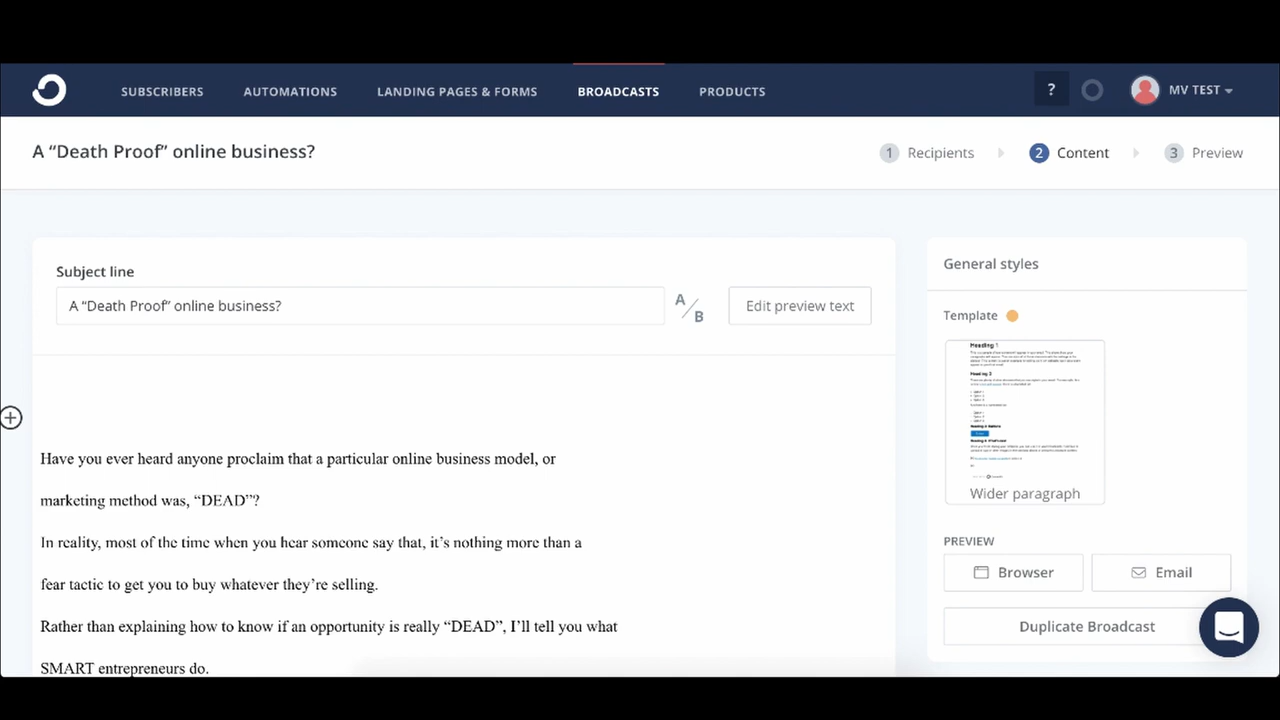 SUBSCRIBERS AUTOMATIONS LANDING PAGES & FORMS BROADCASTS PRODUCTS ? MV TEST
A “Death Proof” online business? 1 Recipients 2 Content 3 Preview
Subject line
A “Death Proof” online business?
A/B
Edit preview text
Have you ever heard anyone proclaim that a particular online business model, or
marketing method was, “DEAD”?
In reality, most of the time when you hear someone say that, it’s nothing more than a
fear tactic to get you to buy whatever they’re selling.
Rather than explaining how to know if an opportunity is really “DEAD”, I’ll tell you what
SMART entrepreneurs do.
General styles
Template
Heading 1
Heading 2
Wider paragraph
PREVIEW
Browser Email
Duplicate Broadcast